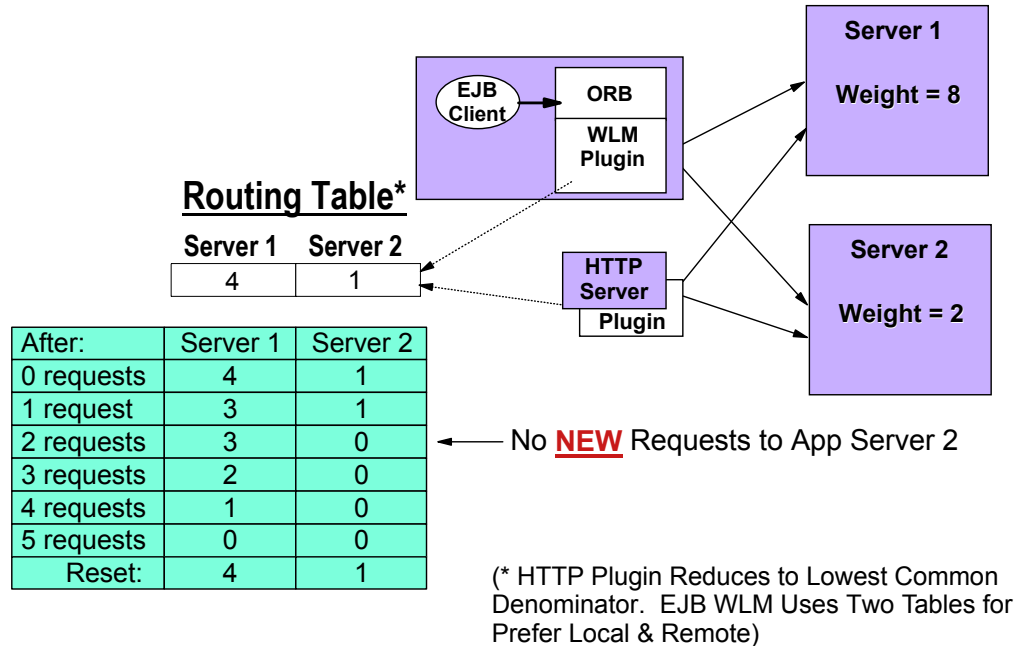 Server 1
Weight = 8
EJB
Client
ORB
WLM
Plugin
Routing Table*
Server 1 Server 2
4 1
HTTP
Server
Plugin
Server 2
Weight = 2
After: Server 1 Server 2
0 requests 4 1
1 request 3 1
2 requests 3 0
3 requests 2 0
4 requests 1 0
5 requests 0 0
Reset: 4 1
No NEW Requests to App Server 2
(* HTTP Plugin Reduces to Lowest Common
Denominator. EJB WLM Uses Two Tables for
Prefer Local & Remote)